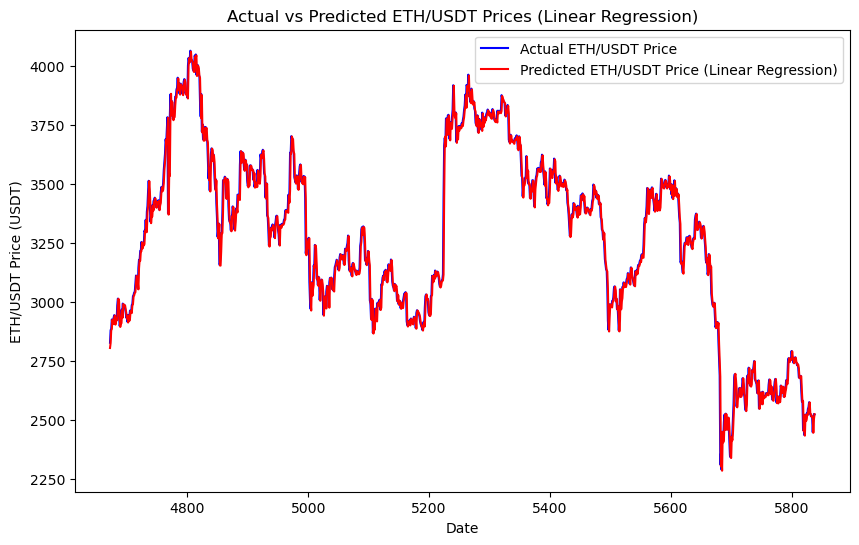 Actual vs Predicted ETH/USDT Prices (Linear Regression)
Actual ETH/USDT Price
Predicted ETH/USDT Price (Linear Regression)
ETH/USDT Price (USDT)
4000
3750
3500
3250
3000
2750
2500
2250
4800 5000 5200 5400 5600 5800
Date